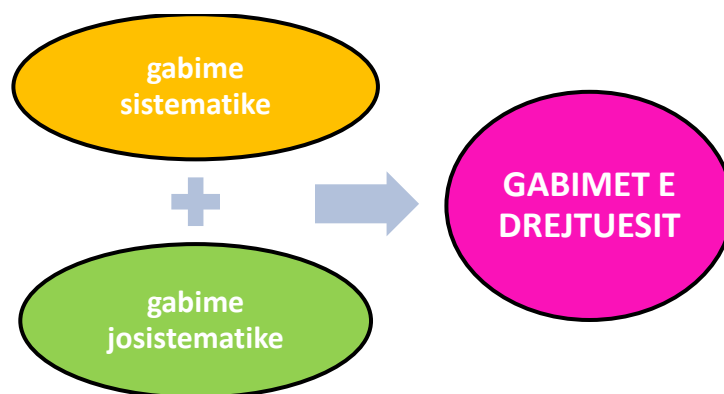 gabime
sistematike
GABIMET E
DREJTUESIT
gabime
josistematike